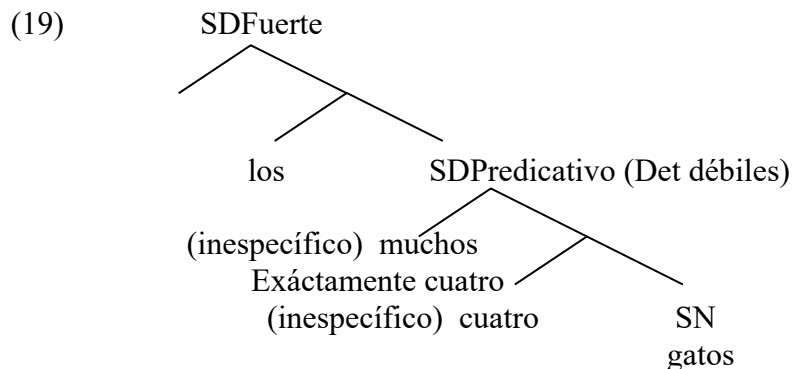 (19) SDFuerte
los SDPredicativo (Det débiles)
(inespecífico) muchos
Exáctamente cuatro
(inespecífico) cuatro SN
gatos